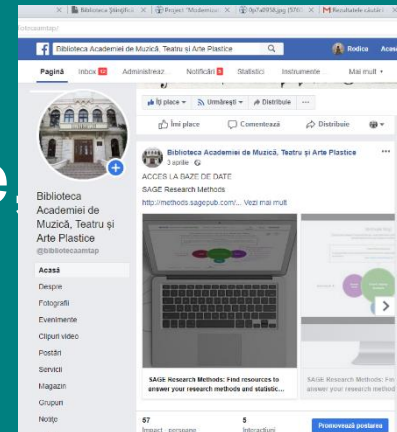 Biblioteca Științifică
Project "Moderniz
Rezultatele căutării
Biblioteca Academiei de Muzică, Teatru și Arte Plastice
Rodica
Acasă
Pagină
Inbox
Administrează
Notificări
Statistici
Instrumente
Mai mult
Îți place
Urmărești
Distribuie
Îmi place
Comentează
Distribuie
Biblioteca Academiei de Muzică, Teatru și Arte Plastice
3 aprilie
ACCES LA BAZE DE DATE
SAGE Research Methods
http://methods.sagepub.com/... Vezi mai mult
Biblioteca
Academiei de
Muzică, Teatru și
Arte Plastice
@bibliotecaamtap
Acasă
Despre
Fotografii
Evenimente
Clipuri video
Postări
Servicii
Magazin
Grupuri
Notițe
SAGE Research Methods: Find resources to
answer your research methods and statistic...
SAGE Research Methods: Fin
answer your research method
57
Impact - persoane
5
Interacțiuni
Promovează postarea